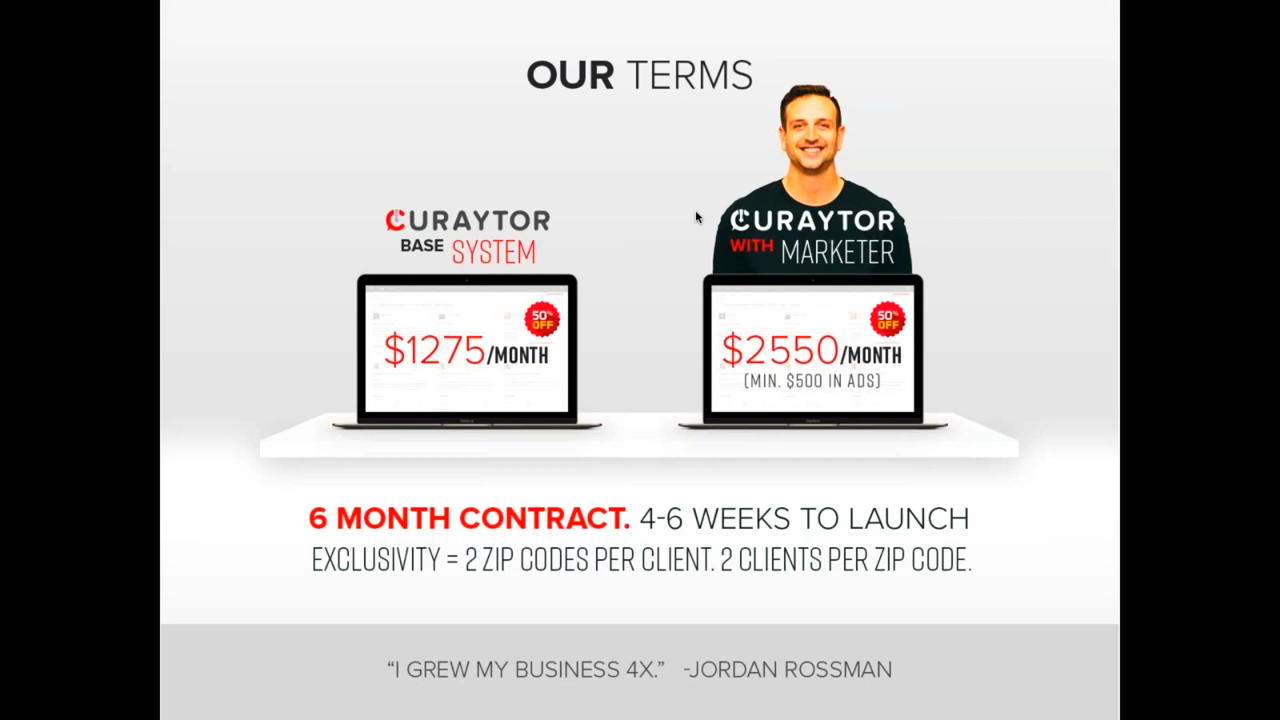 OUR TERMS
CURAYTOR
BASE SYSTEM
50% OFF
$1275/MONTH
CURAYTOR
WITH MARKETER
50% OFF
$2550/MONTH
(MIN. $500 IN ADS)
6 MONTH CONTRACT. 4-6 WEEKS TO LAUNCH
EXCLUSIVITY = 2 ZIP CODES PER CLIENT. 2 CLIENTS PER ZIP CODE.
“I GREW MY BUSINESS 4X.” -JORDAN ROSSMAN